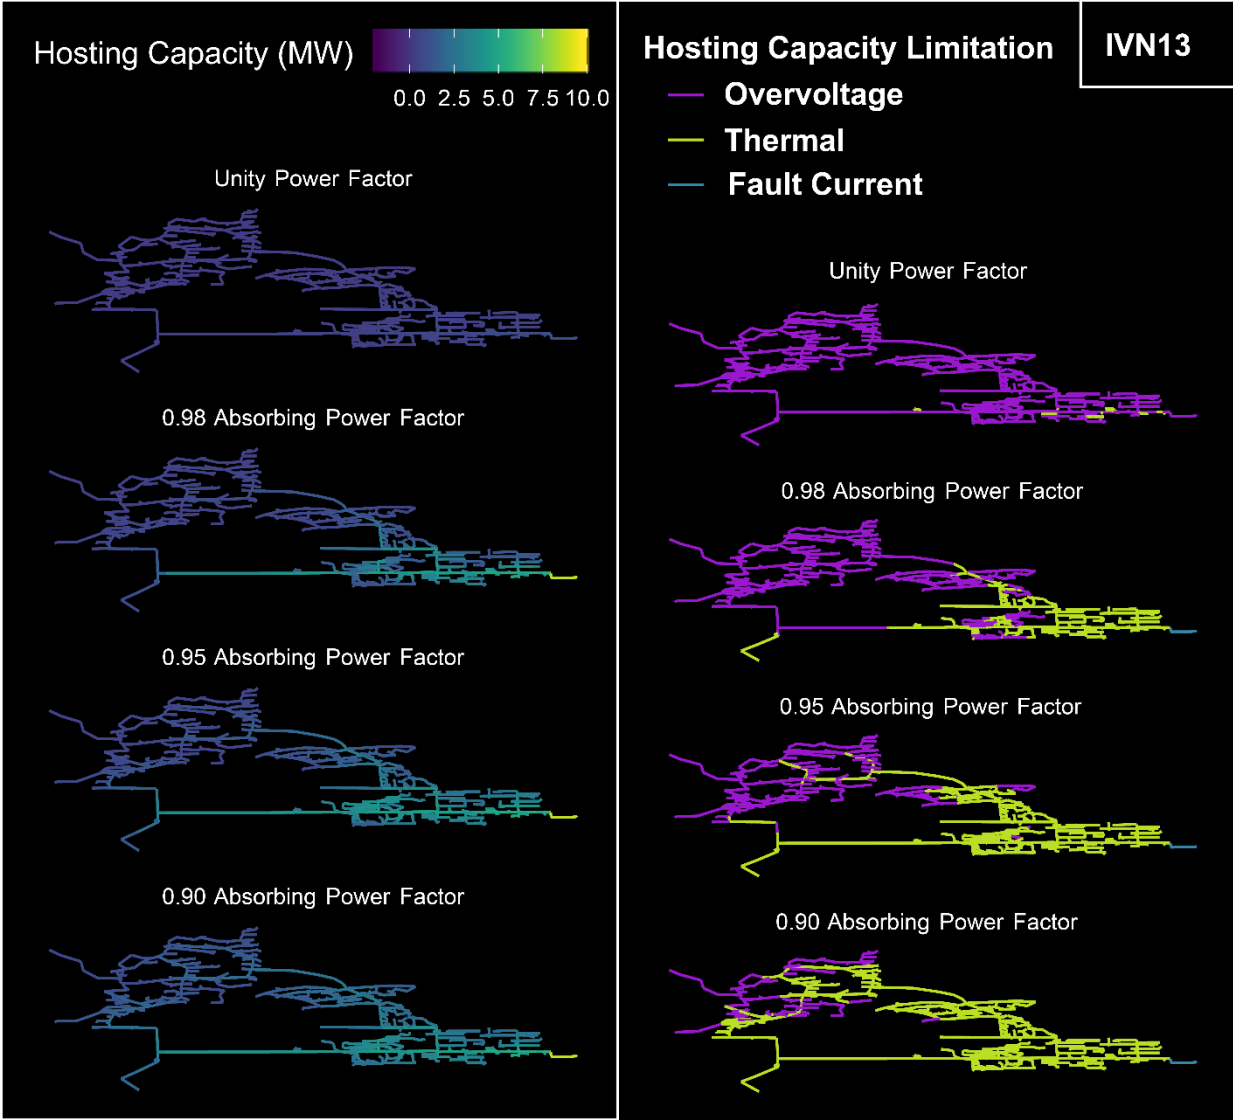 Hosting Capacity (MW)
0.0 2.5 5.0 7.5 10.0
Unity Power Factor
0.98 Absorbing Power Factor
0.95 Absorbing Power Factor
0.90 Absorbing Power Factor
Hosting Capacity Limitation
IVN13
Overvoltage
Thermal
Fault Current
Unity Power Factor
0.98 Absorbing Power Factor
0.95 Absorbing Power Factor
0.90 Absorbing Power Factor